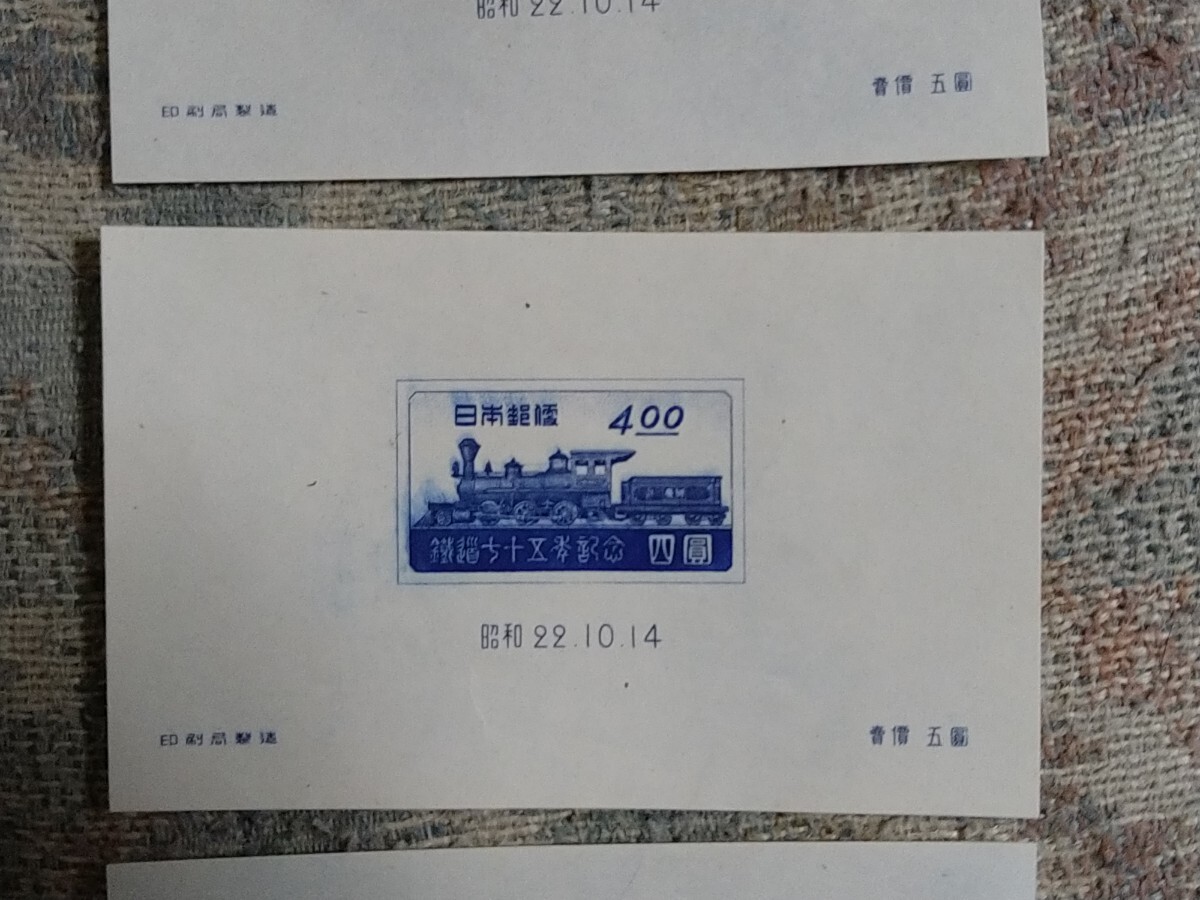 昭和 22.10.14
賣價 五圓
印刷局製造
日本郵便 4.00
鐵道七十五年記念 四圓
昭和 22.10.14
印刷局製造
賣價 五圓